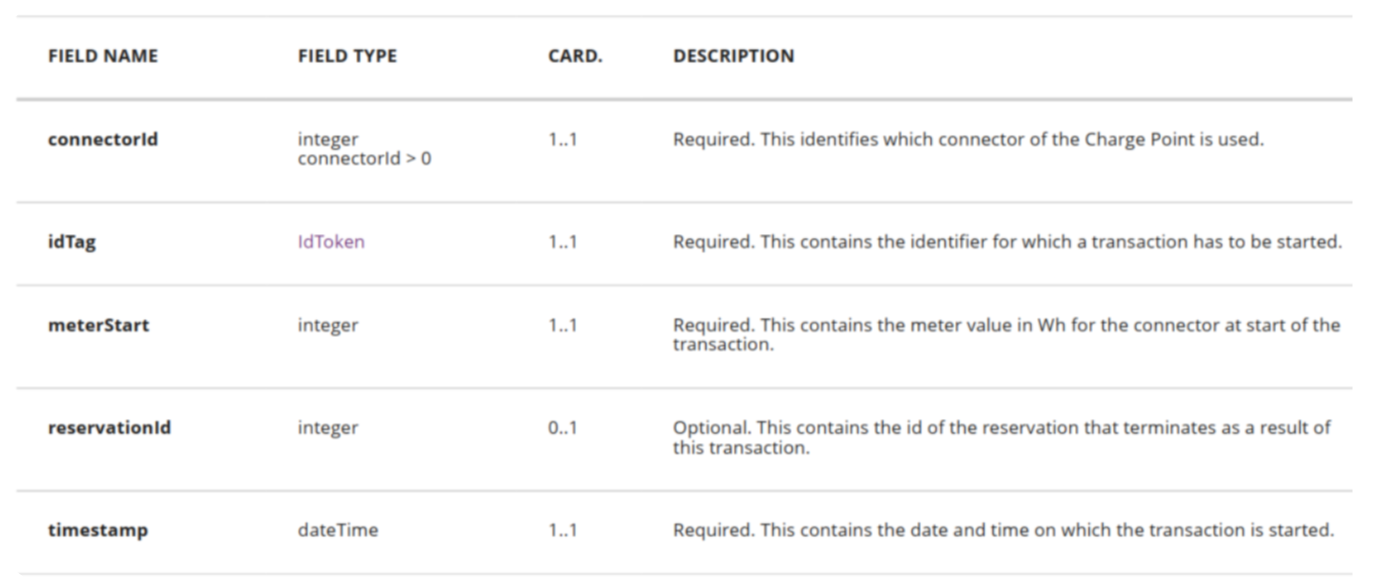 FIELD NAME FIELD TYPE CARD. DESCRIPTION
connectorId integer 1..1 Required. This identifies which connector of the Charge Point is used.
connectorId > 0
idTag IdToken 1..1 Required. This contains the identifier for which a transaction has to be started.
meterStart integer 1..1 Required. This contains the meter value in Wh for the connector at start of the
transaction.
reservationId integer 0..1 Optional. This contains the id of the reservation that terminates as a result of
this transaction.
timestamp dateTime 1..1 Required. This contains the date and time on which the transaction is started.